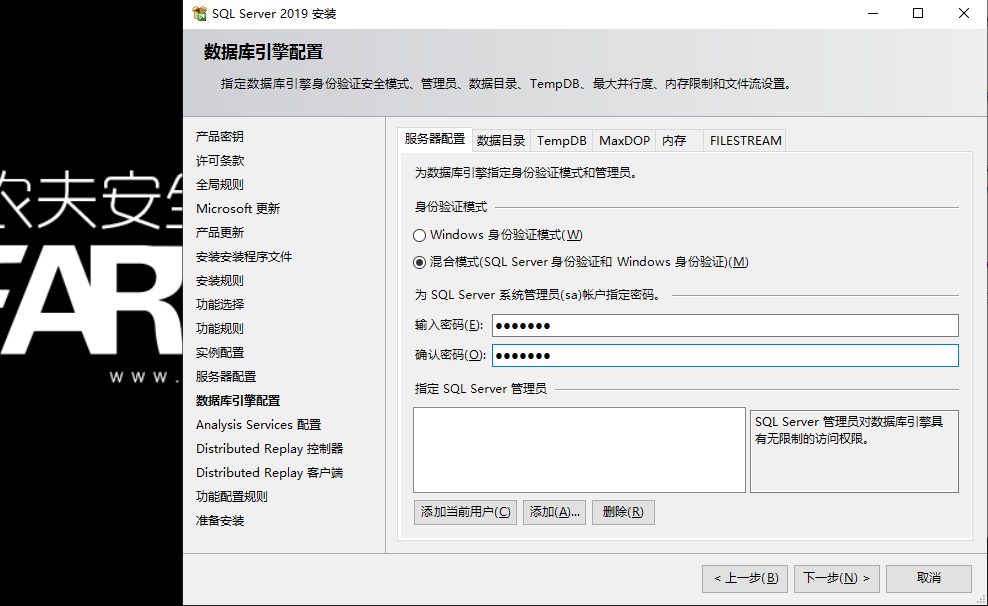 SQL Server 2019 安装
数据库引擎配置
指定数据库引擎身份验证安全模式、管理员、数据目录、TempDB、最大并行度、内存限制和文件流设置。
产品密钥
许可条款
全局规则
Microsoft 更新
产品更新
安装安装程序文件
安装规则
功能选择
功能规则
实例配置
服务器配置
数据库引擎配置
Analysis Services 配置
Distributed Replay 控制器
Distributed Replay 客户端
功能配置规则
准备安装
服务器配置 数据目录 TempDB MaxDOP 内存 FILESTREAM
为数据库引擎指定身份验证模式和管理员。
身份验证模式
Windows 身份验证模式(W)
混合模式(SQL Server 身份验证和 Windows 身份验证)(M)
为 SQL Server 系统管理员(sa)帐户指定密码。
输入密码(E): ●●●●●●●
确认密码(O): ●●●●●●●
指定 SQL Server 管理员
SQL Server 管理员对数据库引擎具
有无限制的访问权限。
添加当前用户(C) 添加(A)... 删除(R)
< 上一步(B) 下一步(N) > 取消
农夫安全
FAR
www.